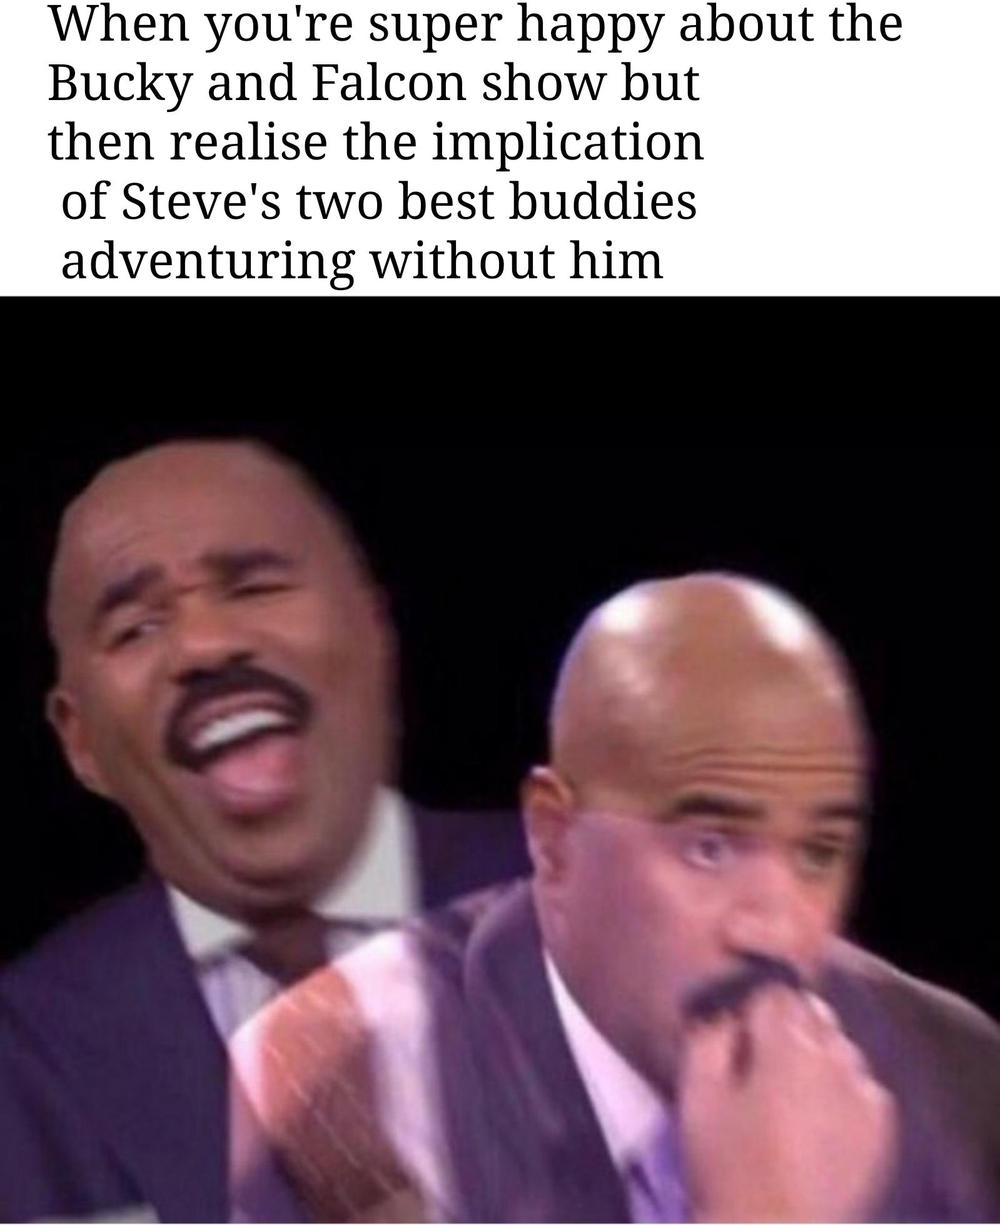 When you're super happy about the
Bucky and Falcon show but
then realise the implication
of Steve's two best buddies
adventuring without him